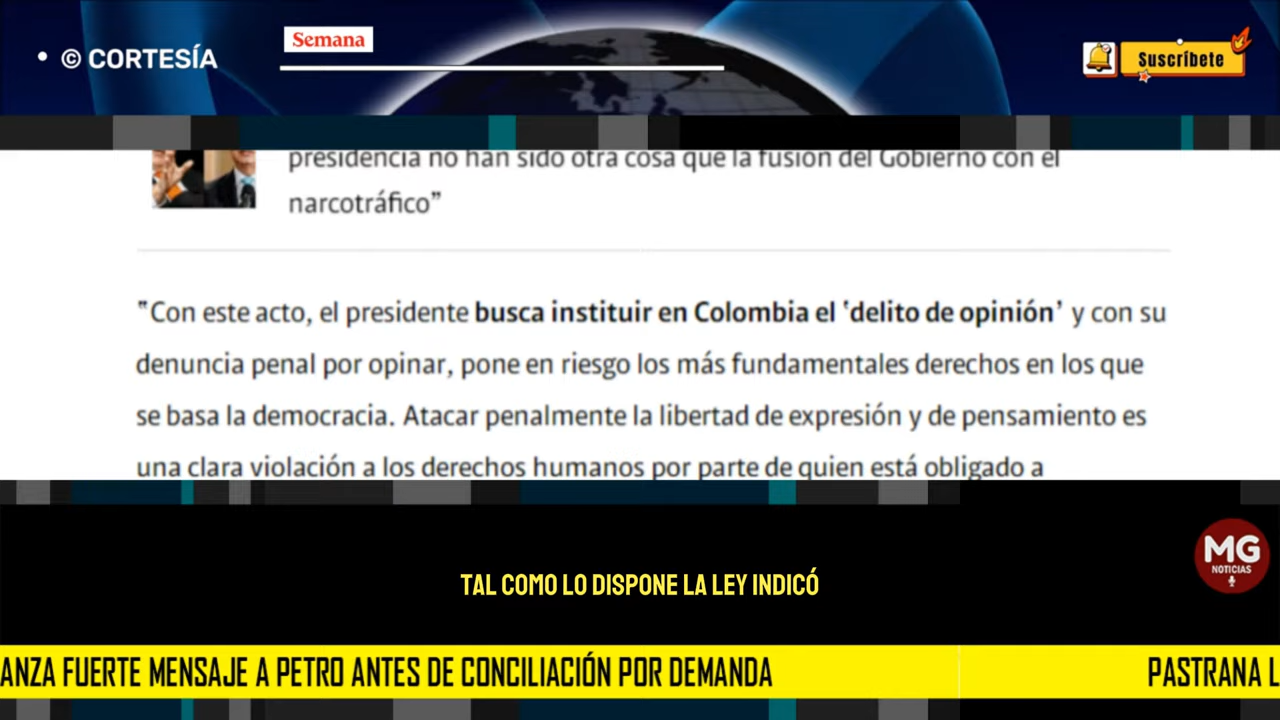 • © CORTESÍA
Semana
Suscríbete
presidencia no han sido otra cosa que la fusión del Gobierno con el
narcotráfico”
“Con este acto, el presidente busca instituir en Colombia el ‘delito de opinión’ y con su
denuncia penal por opinar, pone en riesgo los más fundamentales derechos en los que
se basa la democracia. Atacar penalmente la libertad de expresión y de pensamiento es
una clara violación a los derechos humanos por parte de quien está obligado a
MG
NOTICIAS
TAL COMO LO DISPONE LA LEY INDICÓ
ANZA FUERTE MENSAJE A PETRO ANTES DE CONCILIACIÓN POR DEMANDA PASTRANA L